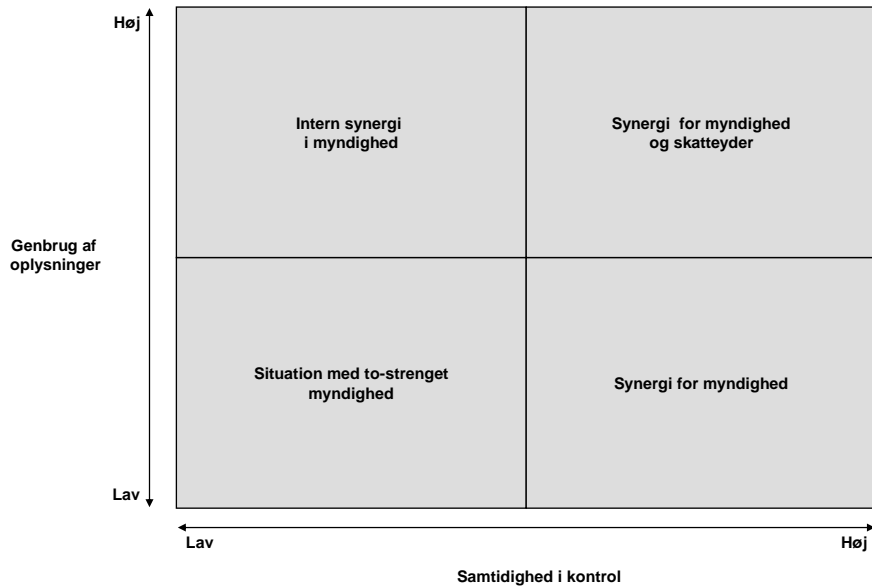 Høj
Intern synergi
i myndighed
Synergi for myndighed
og skatteyder
Genbrug af
oplysninger
Situation med to-strenget
myndighed
Synergi for myndighed
Lav
Lav
Høj
Samtidighed i kontrol